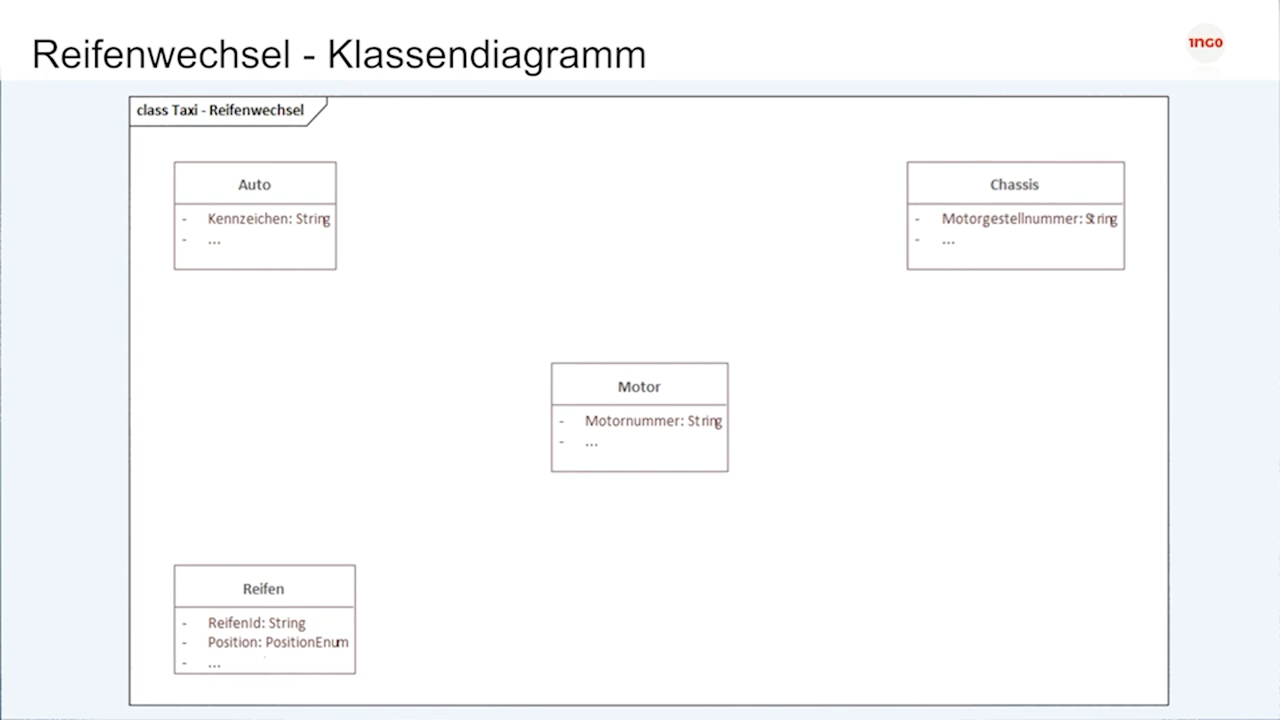 Reifenwechsel - Klassendiagramm
1NGO
class Taxi - Reifenwechsel
Auto
- Kennzeichen: String
- ...
Chassis
- Motorgestellnummer: String
- ...
Motor
- Motornummer: String
- ...
Reifen
- ReifenId: String
- Position: PositionEnum
- ...